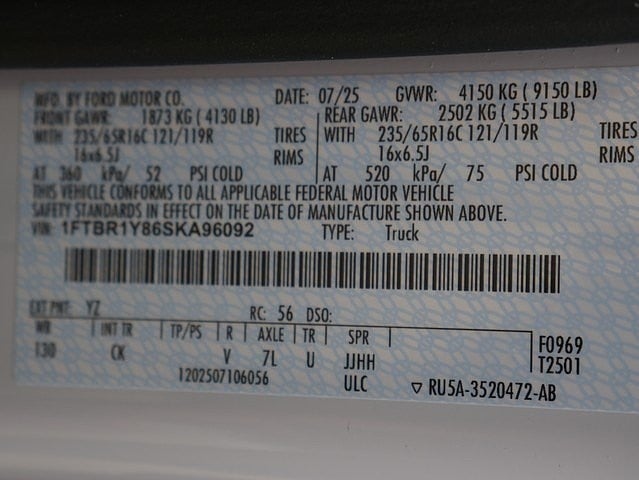 MFD. BY FORD MOTOR CO. DATE: 07/25 GVWR: 4150 KG ( 9150 LB)
FRONT GAWR: 1873 KG ( 4130 LB) REAR GAWR: 2502 KG ( 5515 LB)
WITH 235/65R16C 121/119R TIRES WITH 235/65R16C 121/119R TIRES
16x6.5J RIMS 16x6.5J RIMS
AT 360 kPa/ 52 PSI COLD AT 520 kPa/ 75 PSI COLD
THIS VEHICLE CONFORMS TO ALL APPLICABLE FEDERAL MOTOR VEHICLE
SAFETY STANDARDS IN EFFECT ON THE DATE OF MANUFACTURE SHOWN ABOVE.
VIN: 1FTBR1Y86SKA96092 TYPE: Truck
EXT PNT: YZ RC: 56 DSO:
WB INT TR TP/PS R AXLE TR SPR F0969
130 CK V 7L U JJHH T2501
1202507106056 ULC ▽ RU5A-3520472-AB